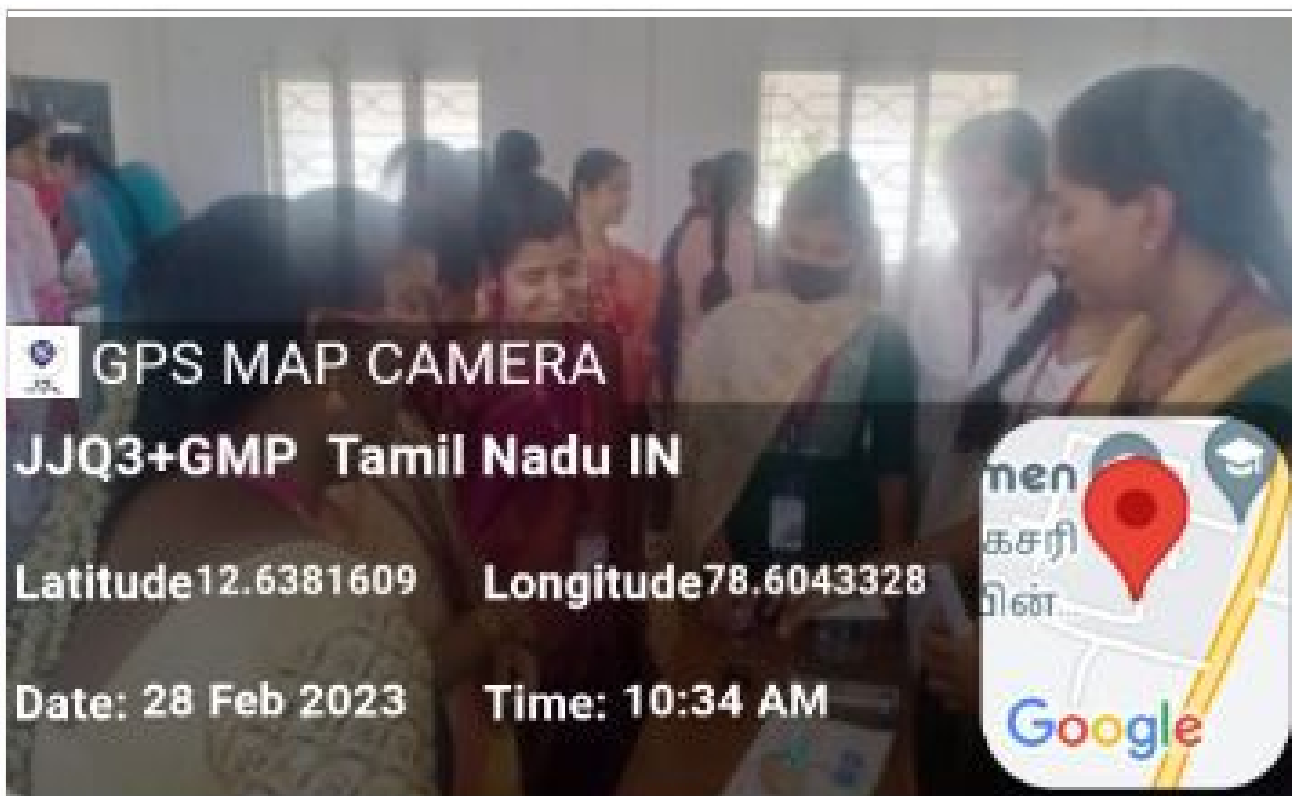 GPS MAP CAMERA
JJQ3+GMP Tamil Nadu IN
Latitude12.6381609 Longitude78.6043328
Date: 28 Feb 2023 Time: 10:34 AM
men
கசரி
பின்
Google